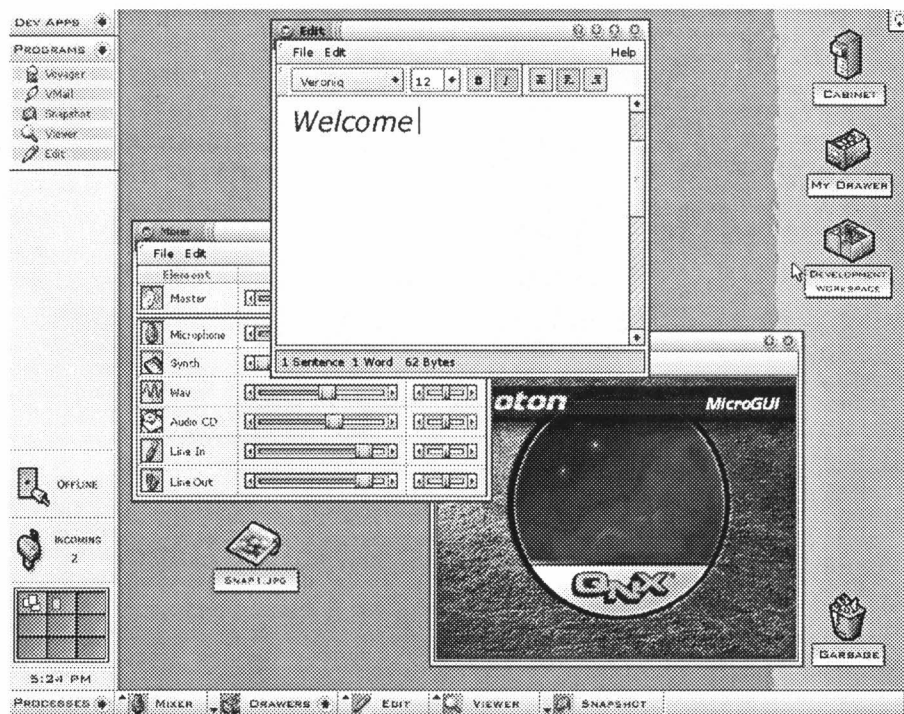 DEV APPS
PROGRAMS
Voyager
VMail
Snapshot
Viewer
Edit
OFFLINE
INCOMING
2
5:24 PM
Edit
File Edit Help
Veroniq 12 B I
Welcome
1 Sentence 1 Word 62 Bytes
Mixer
File Edit
Element
Master
Microphone
Synth
Wav
Audio CD
Line In
Line Out
oton MicroGUI
QNX
SNAP1.JPG
CABINET
MY DRAWER
DEVELOPMENT
WORKSPACE
GARBAGE
PROCESSES MIXER DRAWERS EDIT VIEWER SNAPSHOT